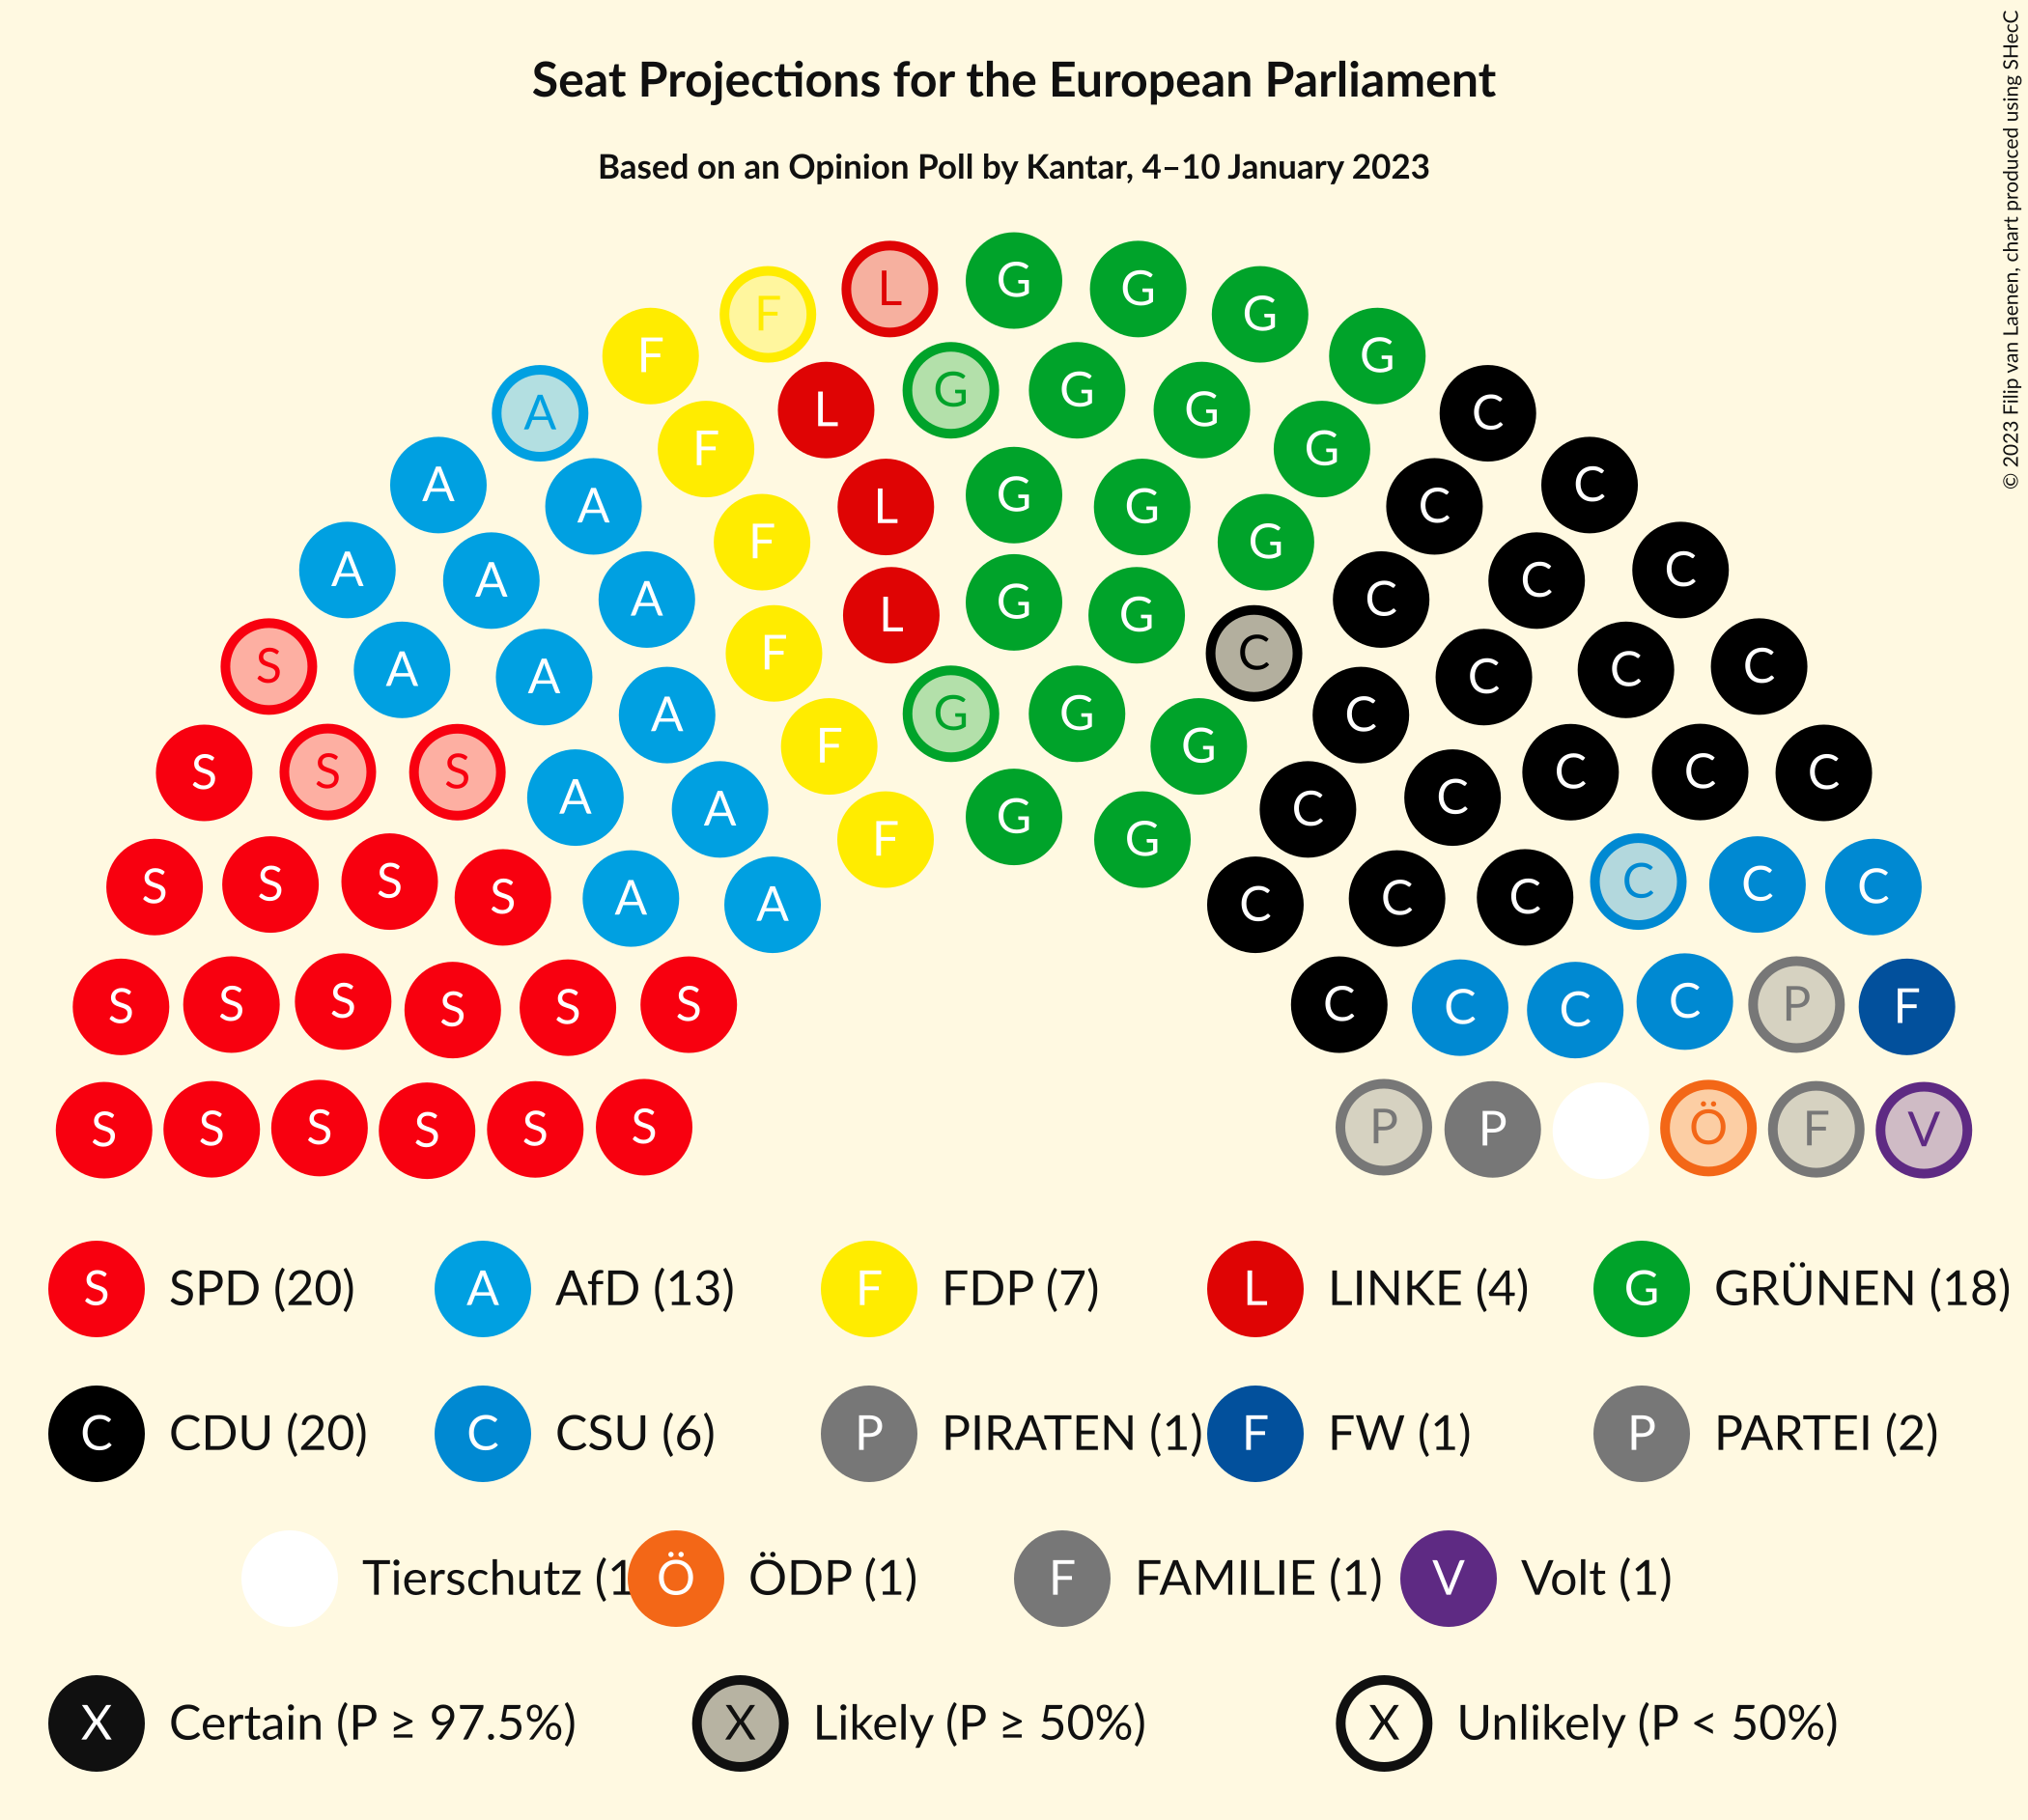 Seat Projections for the European Parliament
Based on an Opinion Poll by Kantar, 4–10 January 2023
© 2023 Filip van Laenen, chart produced using SHecC
G
L G
F G
F G
G G
L G
A C
F G
A C
L G
A C
F G
A C
A C
S C
A C
F C
A C
G G
A C
F G
S C
S C
S C
A C
A C
G
F G
S C
S C
S C
S C
A C
A C
S C
S P
S F
S C
S C
S C
S P
S P
S
S Ö
S F
S V
S SPD (20) A AfD (13) F FDP (7) L LINKE (4) G GRÜNEN (18)
C CDU (20) C CSU (6) P PIRATEN (1) F FW (1) P PARTEI (2)
Tierschutz (1 Ö ÖDP (1) F FAMILIE (1) V Volt (1)
X Certain (P ≥ 97.5%) X Likely (P ≥ 50%) X Unlikely (P < 50%)